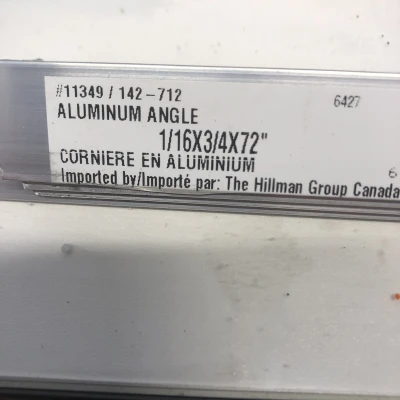 #11349 / 142-712 6427
ALUMINUM ANGLE
1/16X3/4X72"
CORNIERE EN ALUMINIUM 6
Imported by/Importé par: The Hillman Group Canada